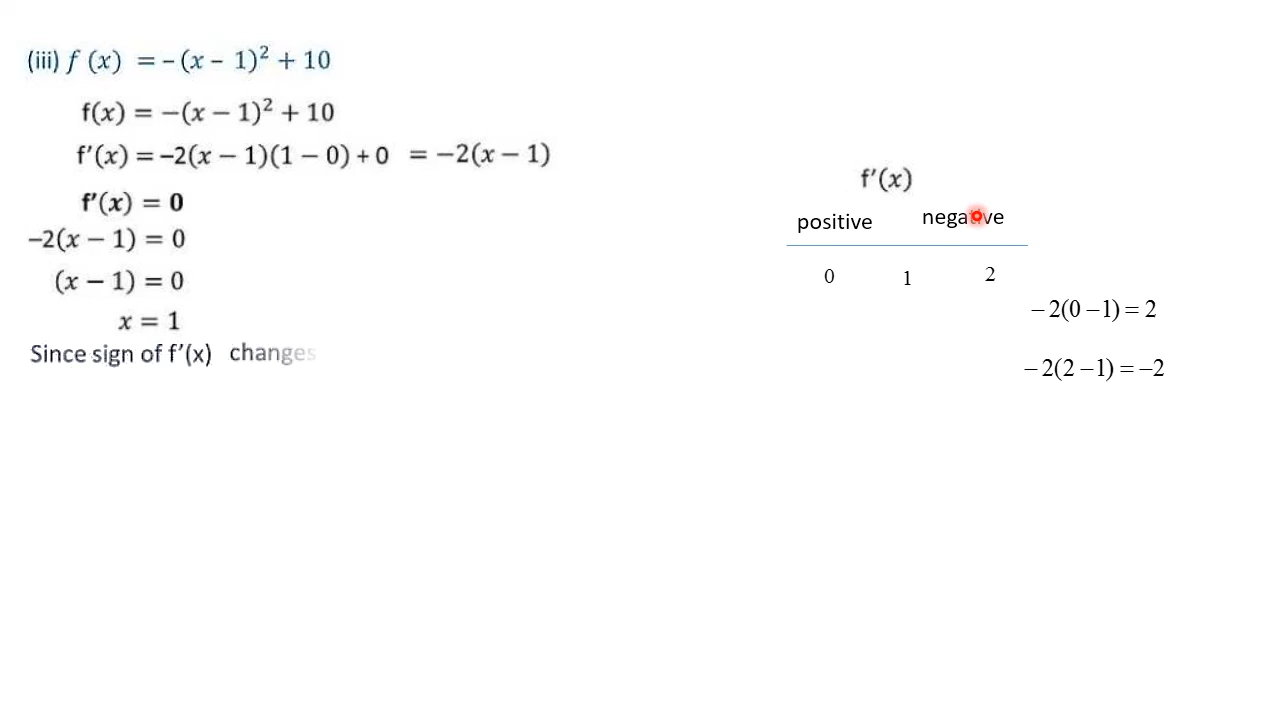 (iii) f (x) = – (x – 1)² + 10
f(x) = −(x − 1)² + 10
f′(x) = –2(x − 1)(1 − 0) + 0 = −2(x − 1)
f′(x) = 0
–2(x − 1) = 0
(x − 1) = 0
x = 1
Since sign of f′(x) changes
f′(x)
positive negative
0 1 2
– 2(0 – 1) = 2
– 2(2 – 1) = –2